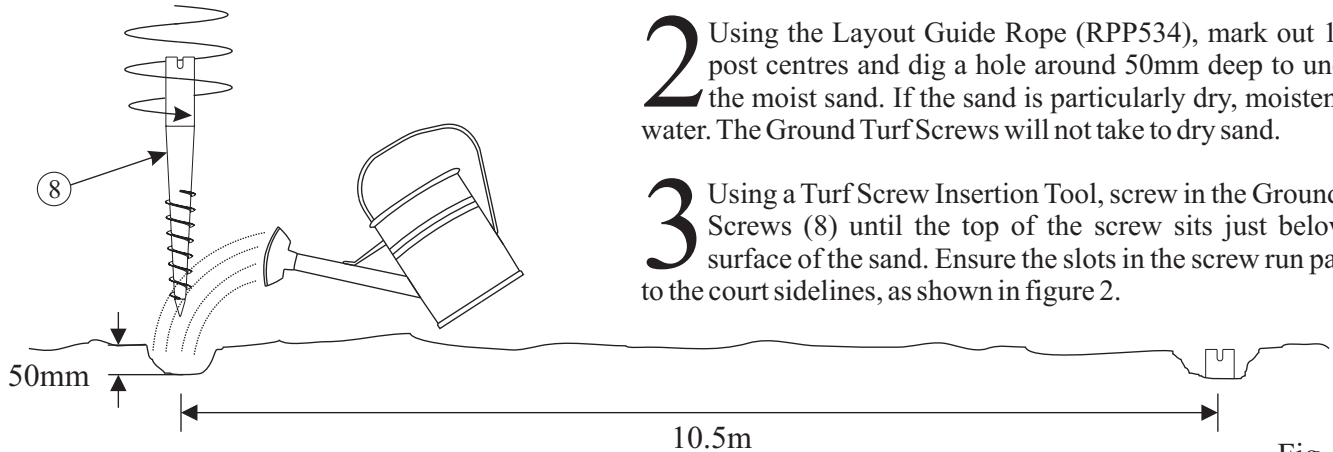 2 Using the Layout Guide Rope (RPP534), mark out 1
post centres and dig a hole around 50mm deep to un
the moist sand. If the sand is particularly dry, moisten
water. The Ground Turf Screws will not take to dry sand.
3 Using a Turf Screw Insertion Tool, screw in the Ground
Screws (8) until the top of the screw sits just below
surface of the sand. Ensure the slots in the screw run pa
to the court sidelines, as shown in figure 2.
8
50mm
10.5m
Fig